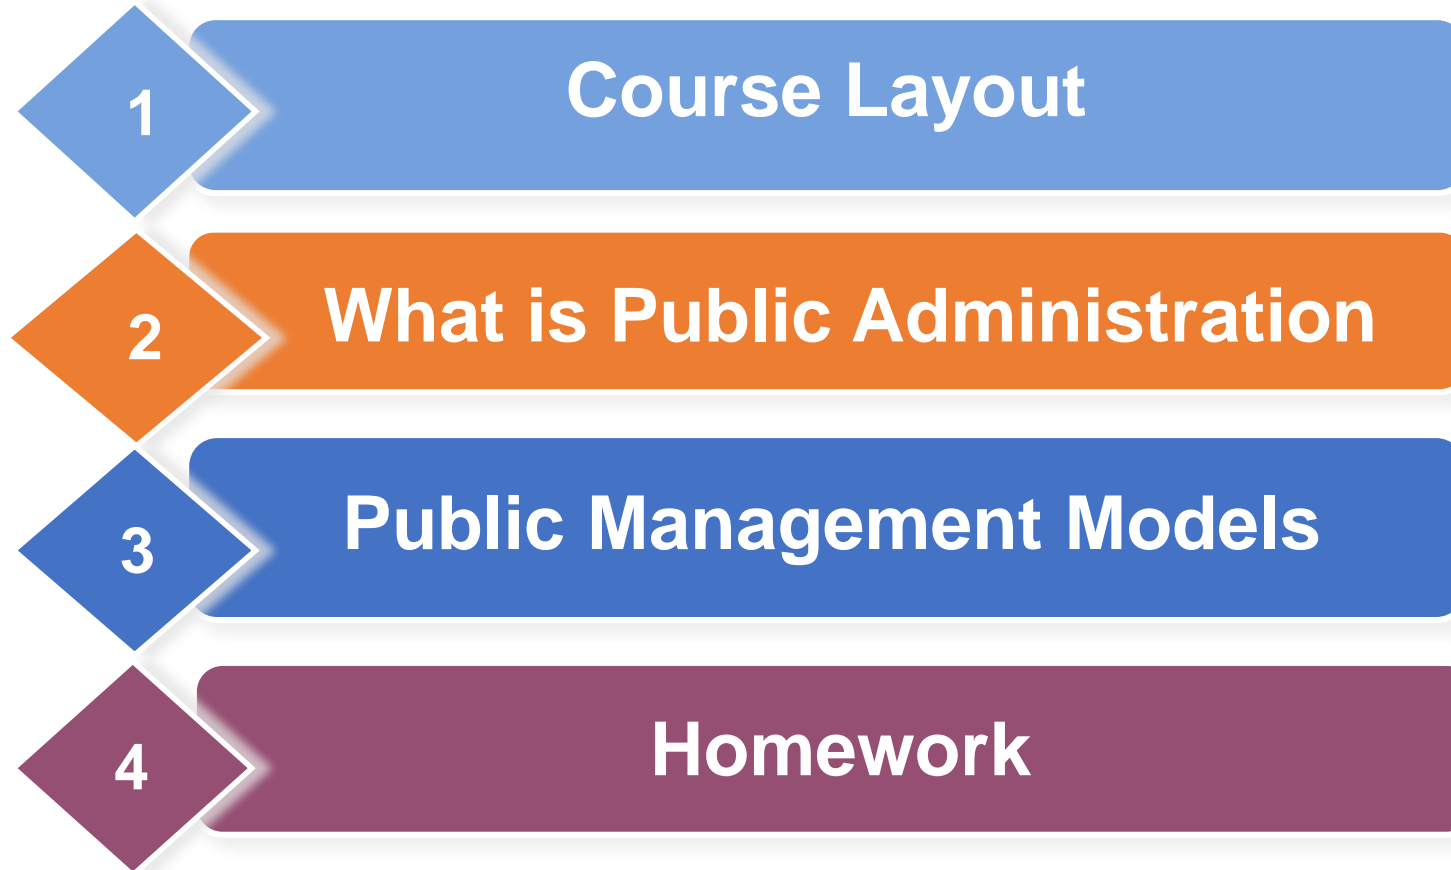 1
Course Layout
2
What is Public Administration
3
Public Management Models
4
Homework